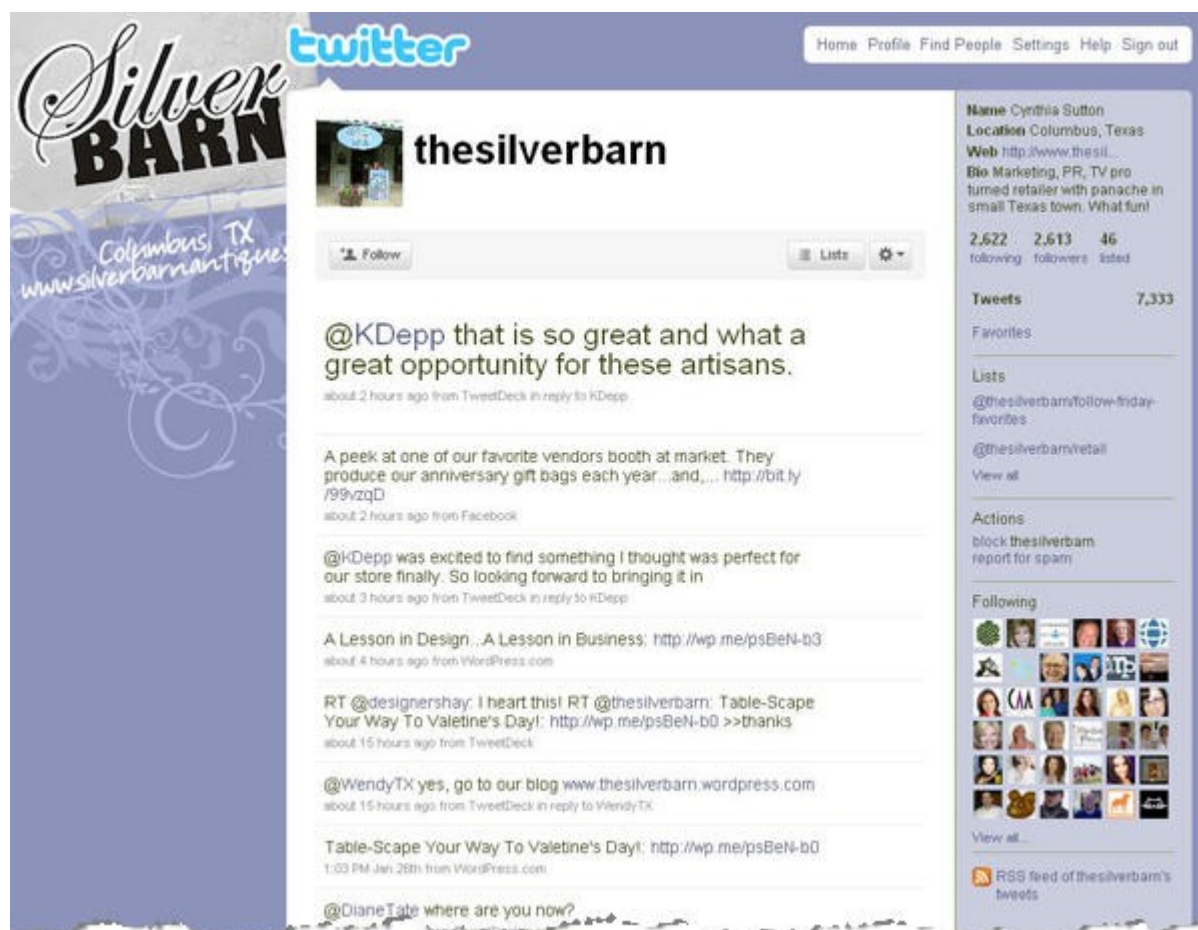 Silver
BARN
Columbus, TX
www.silverbarnantiques
twitter
Home Profile Find People Settings Help Sign out
thesilverbarn
Follow
Lists
@KDepp that is so great and what a
great opportunity for these artisans.
about 2 hours ago from TweetDeck in reply to KDepp
A peek at one of our favorite vendors booth at market. They
produce our anniversary gift bags each year...and,... http://bit.ly
/99vzqD
about 2 hours ago from Facebook
@KDepp was excited to find something I thought was perfect for
our store finally. So looking forward to bringing it in
about 3 hours ago from TweetDeck in reply to KDepp
A Lesson in Design...A Lesson in Business: http://wp.me/psBeN-b3
about 4 hours ago from WordPress.com
RT @designershay: I heart this! RT @thesilverbarn: Table-Scape
Your Way To Valetine's Day!: http://wp.me/psBeN-b0 >>thanks
about 15 hours ago from TweetDeck
@WendyTX yes, go to our blog www.thesilverbarn.wordpress.com
about 15 hours ago from TweetDeck in reply to WendyTX
Table-Scape Your Way To Valetine's Day!: http://wp.me/psBeN-b0
1:03 PM Jan 26th from WordPress.com
@DianeTate where are you now?
Name Cynthia Sutton
Location Columbus, Texas
Web http://www.thesil...
Bio Marketing, PR, TV pro
turned retailer with panache in
small Texas town. What fun!
2,622 2,613 46
following followers listed
Tweets 7,333
Favorites
Lists
@thesilverbarn/follow-friday-
favorites
@thesilverbarn/retail
View all
Actions
block thesilverbarn
report for spam
Following
CAA
View all...
RSS feed of thesilverbarn's
tweets